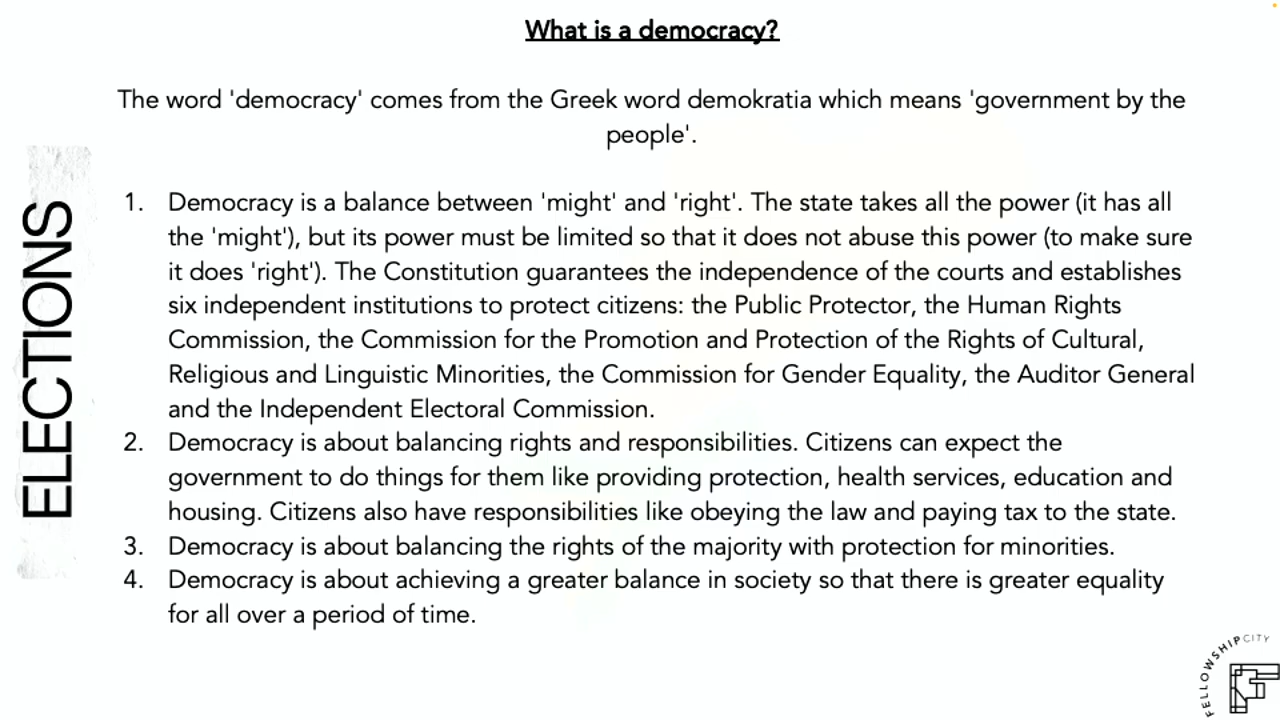 What is a democracy?
The word 'democracy' comes from the Greek word demokratia which means 'government by the
people'.
1. Democracy is a balance between 'might' and 'right'. The state takes all the power (it has all
the 'might'), but its power must be limited so that it does not abuse this power (to make sure
it does 'right'). The Constitution guarantees the independence of the courts and establishes
six independent institutions to protect citizens: the Public Protector, the Human Rights
Commission, the Commission for the Promotion and Protection of the Rights of Cultural,
Religious and Linguistic Minorities, the Commission for Gender Equality, the Auditor General
and the Independent Electoral Commission.
2. Democracy is about balancing rights and responsibilities. Citizens can expect the
government to do things for them like providing protection, health services, education and
housing. Citizens also have responsibilities like obeying the law and paying tax to the state.
3. Democracy is about balancing the rights of the majority with protection for minorities.
4. Democracy is about achieving a greater balance in society so that there is greater equality
for all over a period of time.
ELECTIONS
FELLOWSHIPCITY